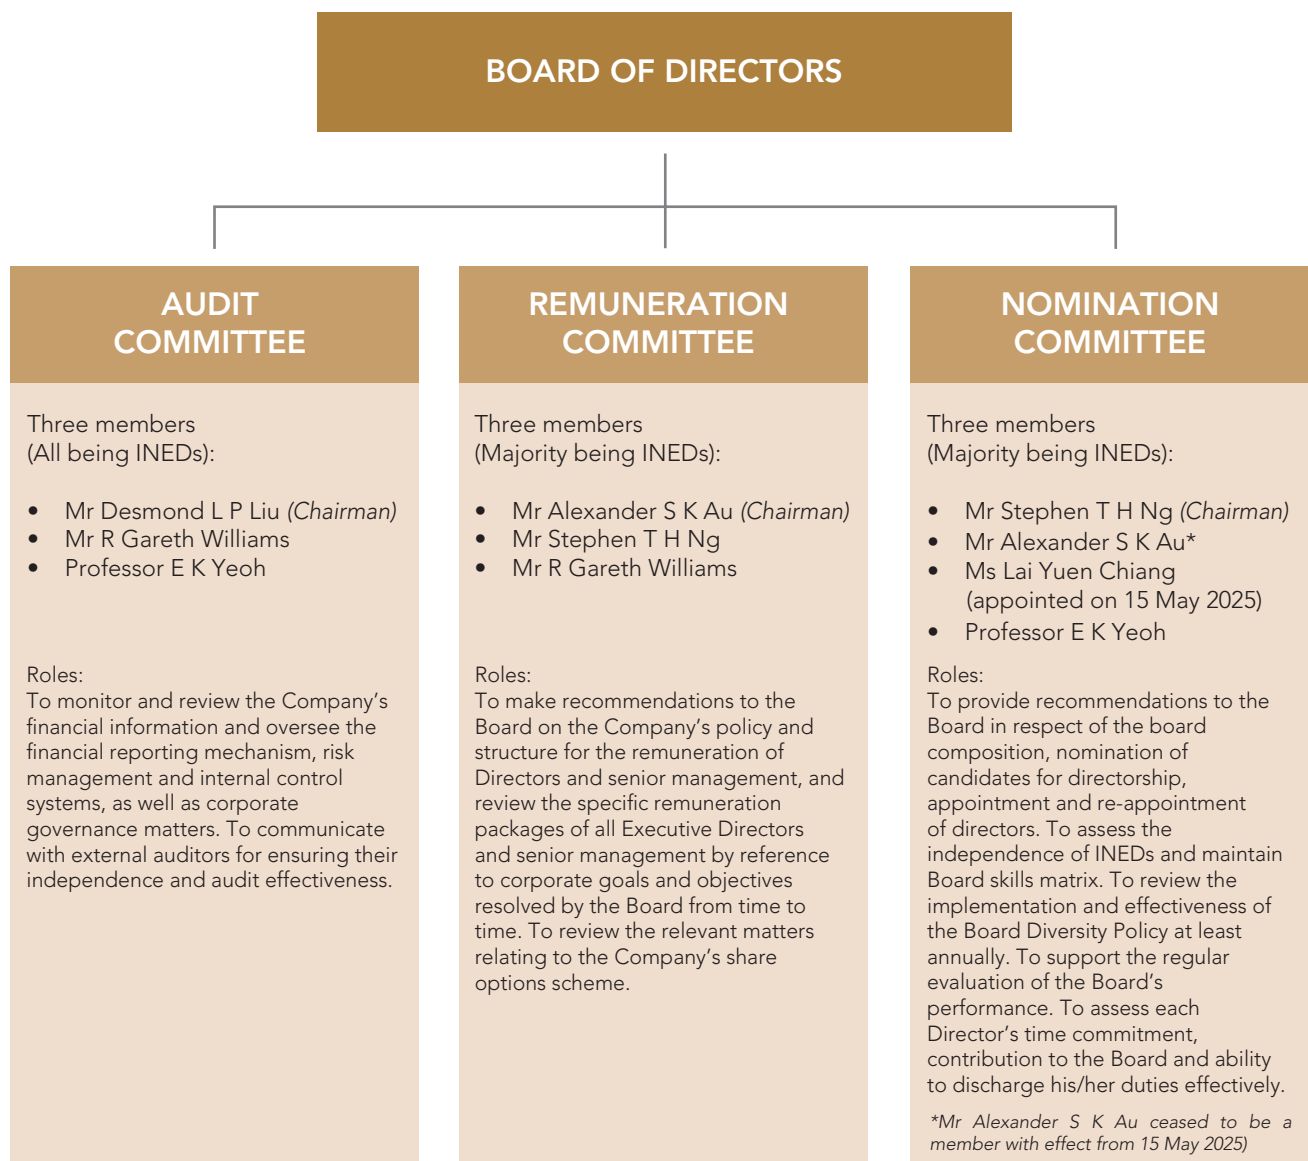 BOARD OF DIRECTORS
AUDIT
COMMITTEE
Three members
(All being INEDs):
• Mr Desmond L P Liu (Chairman)
• Mr R Gareth Williams
• Professor E K Yeoh
Roles:
To monitor and review the Company’s
financial information and oversee the
financial reporting mechanism, risk
management and internal control
systems, as well as corporate
governance matters. To communicate
with external auditors for ensuring their
independence and audit effectiveness.
REMUNERATION
COMMITTEE
Three members
(Majority being INEDs):
• Mr Alexander S K Au (Chairman)
• Mr Stephen T H Ng
• Mr R Gareth Williams
Roles:
To make recommendations to the
Board on the Company’s policy and
structure for the remuneration of
Directors and senior management, and
review the specific remuneration
packages of all Executive Directors
and senior management by reference
to corporate goals and objectives
resolved by the Board from time to
time. To review the relevant matters
relating to the Company’s share
options scheme.
NOMINATION
COMMITTEE
Three members
(Majority being INEDs):
• Mr Stephen T H Ng (Chairman)
• Mr Alexander S K Au*
• Ms Lai Yuen Chiang
(appointed on 15 May 2025)
• Professor E K Yeoh
Roles:
To provide recommendations to the
Board in respect of the board
composition, nomination of
candidates for directorship,
appointment and re-appointment
of directors. To assess the
independence of INEDs and maintain
Board skills matrix. To review the
implementation and effectiveness of
the Board Diversity Policy at least
annually. To support the regular
evaluation of the Board’s
performance. To assess each
Director’s time commitment,
contribution to the Board and ability
to discharge his/her duties effectively.
*Mr Alexander S K Au ceased to be a
member with effect from 15 May 2025)